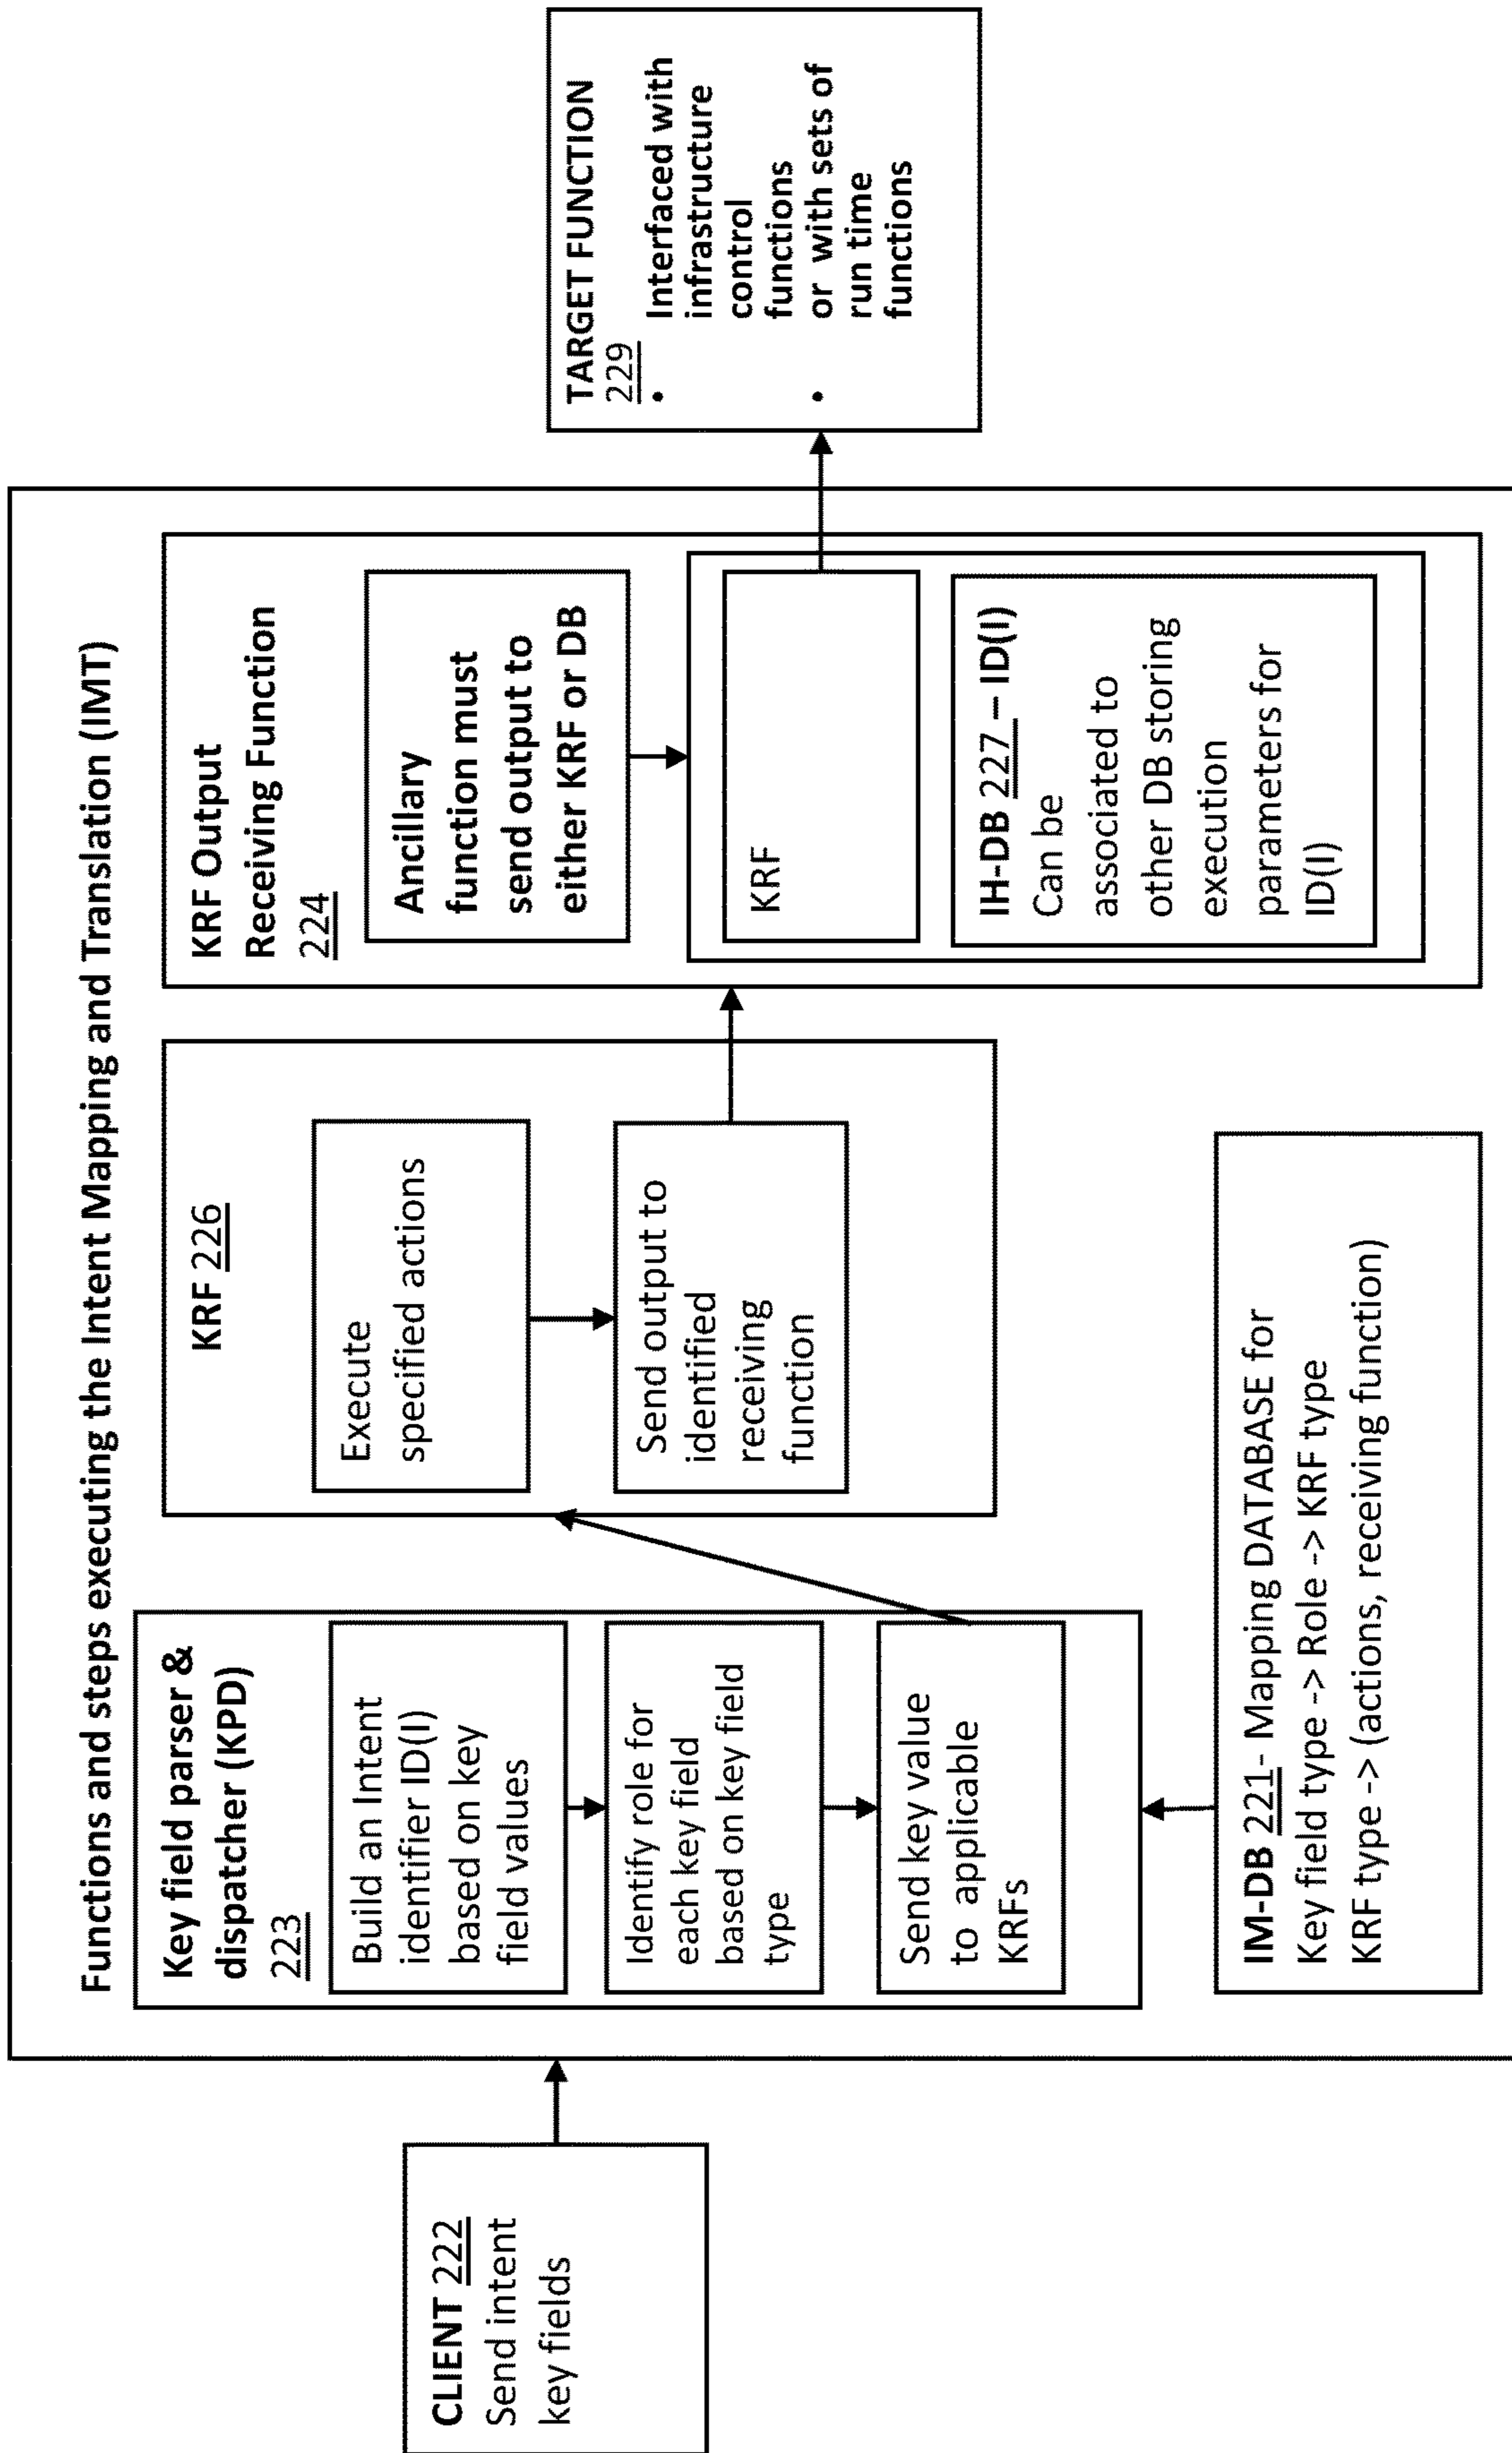 Functions and steps executing the Intent Mapping and Translation (IMT)
CLIENT 222
Send intent
key fields
Key field parser &
dispatcher (KPD)
223
Build an Intent
identifier ID(I)
based on key
field values
Identify role for
each key field
based on key field
type
Send key value
to applicable
KRFs
IM-DB 221- Mapping DATABASE for
Key field type -> Role -> KRF type
KRF type -> (actions, receiving function)
KRF 226
Execute
specified actions
Send output to
identified
receiving
function
KRF Output
Receiving Function
224
Ancillary
function must
send output to
either KRF or DB
KRF
IH-DB 227 – ID(I)
Can be
associated to
other DB storing
execution
parameters for
ID(I)
TARGET FUNCTION
229
• Interfaced with
infrastructure
control
functions
• or with sets of
run time
functions